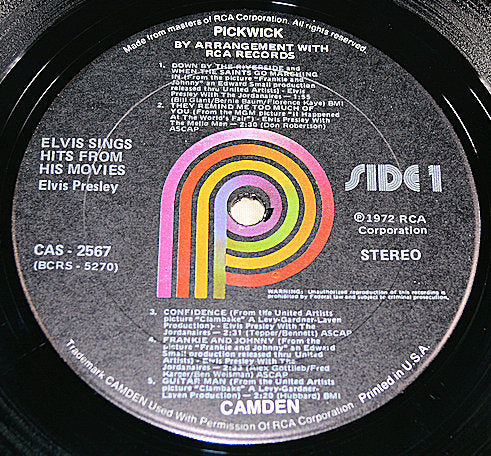 Made from masters of RCA Corporation. All rights reserved.
PICKWICK
BY ARRANGEMENT WITH
RCA RECORDS
1. DOWN BY THE RIVERSIDE and
WHEN THE SAINTS GO MARCHING
IN (From the picture "Frankie and
Johnny" an Edward Small production
released thru United Artists) - Elvis
Presley With The Jordanaires — 1:55
(Bill Giant/Bernie Baum/Florence Kaye) BMI
2. THEY REMIND ME TOO MUCH OF
YOU (From the MGM picture "It Happened
At The World's Fair") - Elvis Presley With
The Mello Men — 2:30 (Don Robertson)
ASCAP
ELVIS SINGS
HITS FROM
HIS MOVIES
Elvis Presley
SIDE 1
CAS - 2567
(BCRS - 5270)
℗ 1972 RCA
Corporation
STEREO
WARNING: Unauthorized reproduction of this recording is
prohibited by Federal law and subject to criminal prosecution.
3. CONFIDENCE (From the United Artists
picture "Clambake" A Levy-Gardner-Laven
Production) - Elvis Presley With The
Jordanaires — 2:31 (Tepper/Bennett) ASCAP
4. FRANKIE AND JOHNNY (From the
picture "Frankie and Johnny" an Edward
Small production released thru United
Artists) - Elvis Presley With The
Jordanaires — (Alex Gottlieb/Fred
Karger/Ben Weisman) ASCAP
5. GUITAR MAN (From the United Artists
picture "Clambake" A Levy-Gardner-
Laven Production) — 2:20 (Hubbard) BMI
CAMDEN
Trademark CAMDEN Used With Permission Of RCA Corporation. Printed in U.S.A.